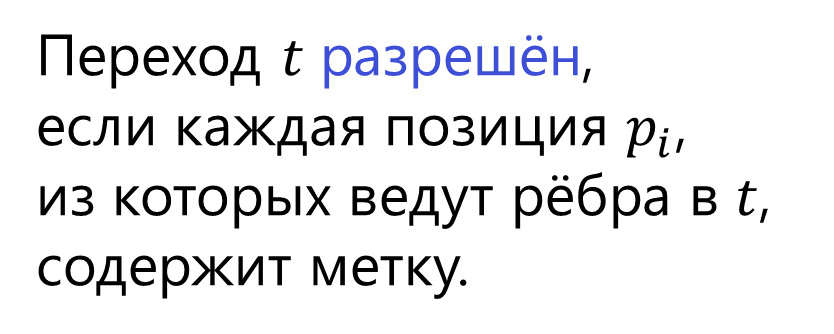 Переход t разрешён,
если каждая позиция pᵢ,
из которых ведут рёбра в t,
содержит метку.